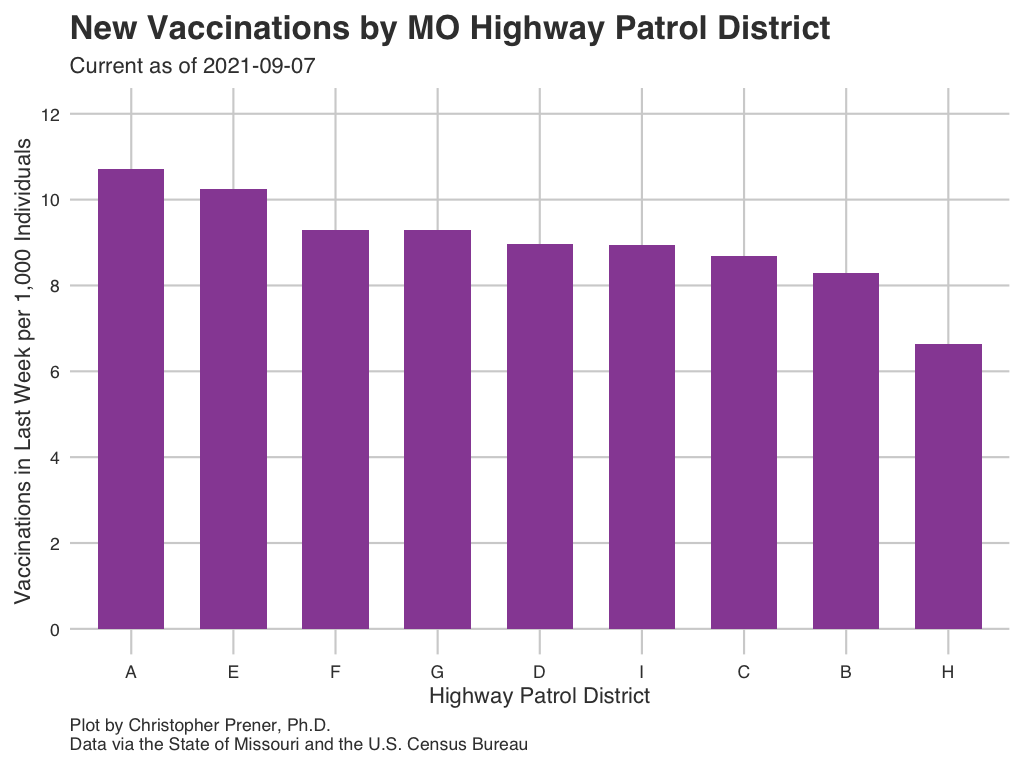 New Vaccinations by MO Highway Patrol District
Current as of 2021-09-07
Vaccinations in Last Week per 1,000 Individuals
12
10
8
6
4
2
0
A E F G D I C B H
Highway Patrol District
Plot by Christopher Prener, Ph.D.
Data via the State of Missouri and the U.S. Census Bureau